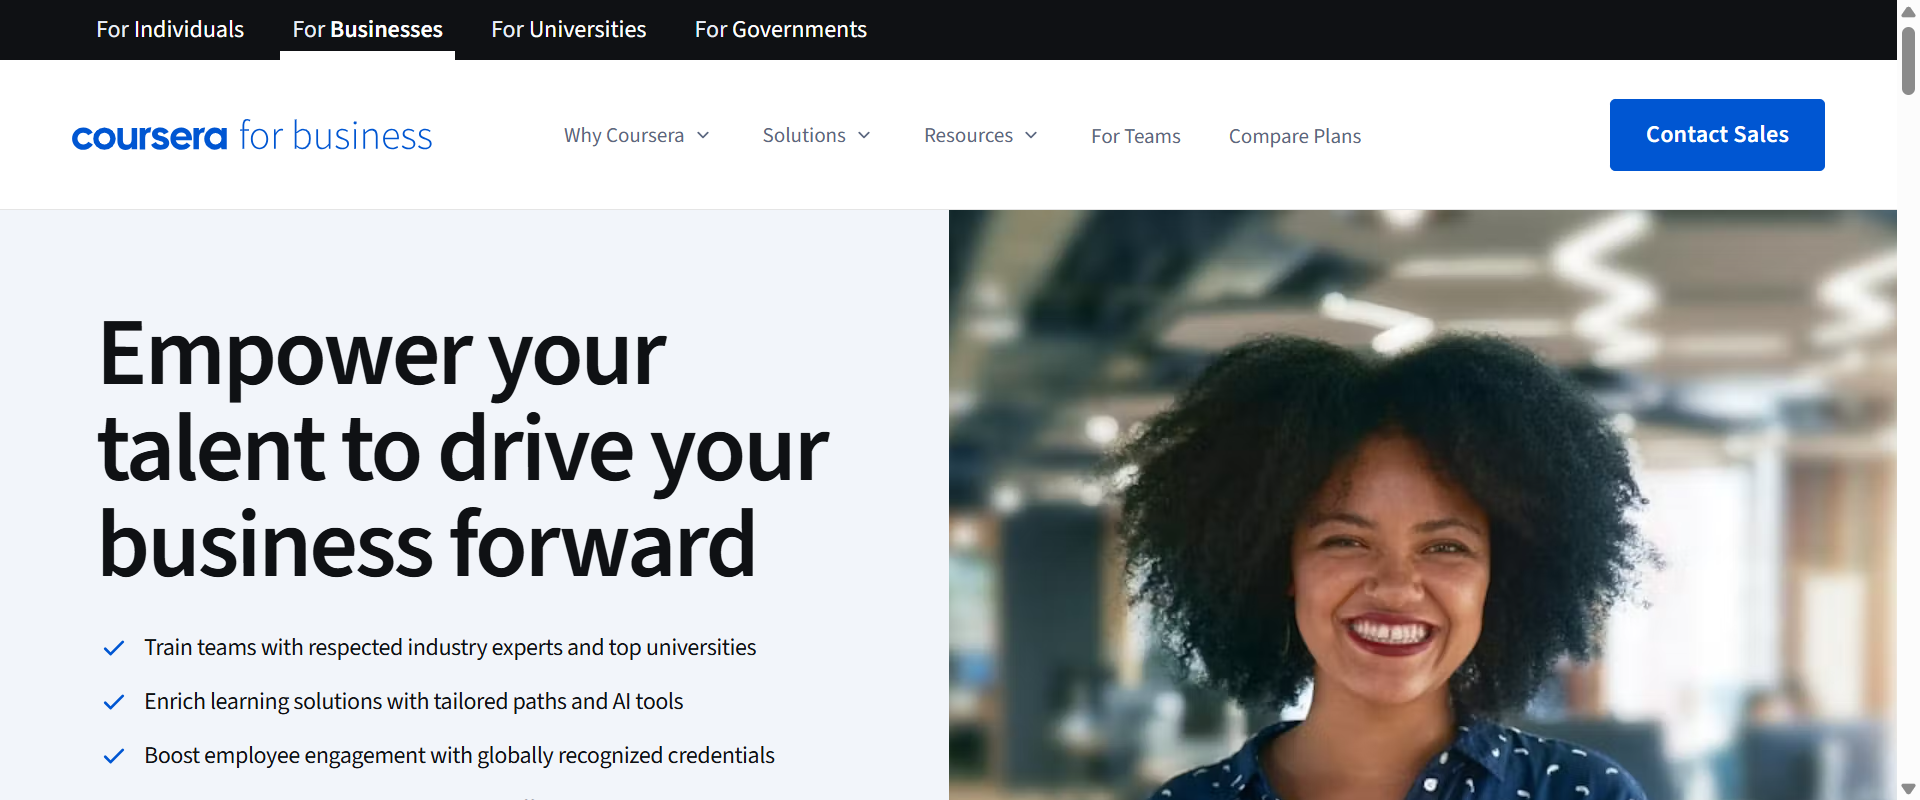 For Individuals
For Businesses
For Universities
For Governments
coursera for business
Why Coursera
Solutions
Resources
For Teams
Compare Plans
Contact Sales
Empower your
talent to drive your
business forward
Train teams with respected industry experts and top universities
Enrich learning solutions with tailored paths and AI tools
Boost employee engagement with globally recognized credentials